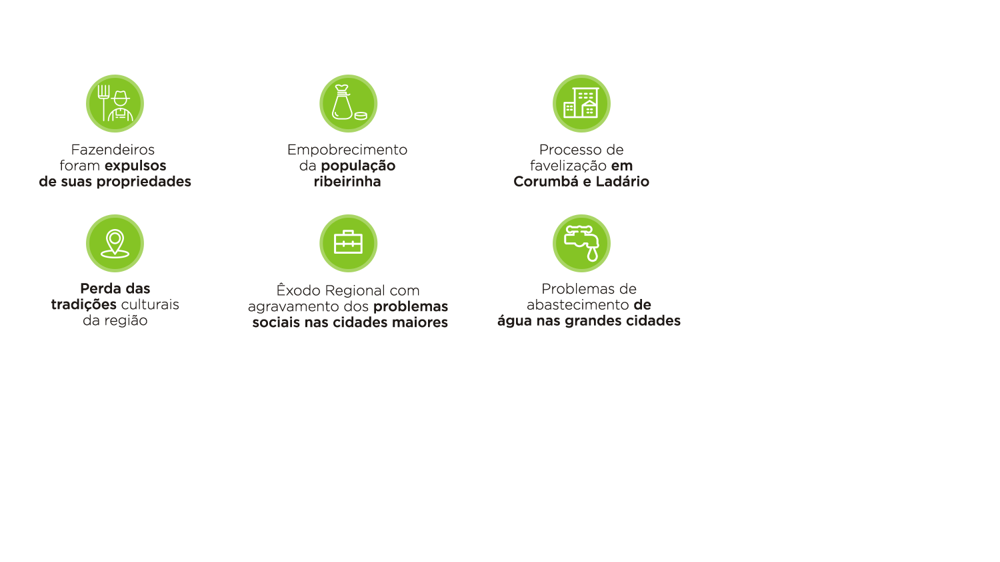 Fazendeiros
foram expulsos
de suas propriedades
Empobrecimento
da população
ribeirinha
Processo de
favelização em
Corumbá e Ladário
Perda das
tradições culturais
da região
Êxodo Regional com
agravamento dos problemas
sociais nas cidades maiores
Problemas de
abastecimento de
água nas grandes cidades